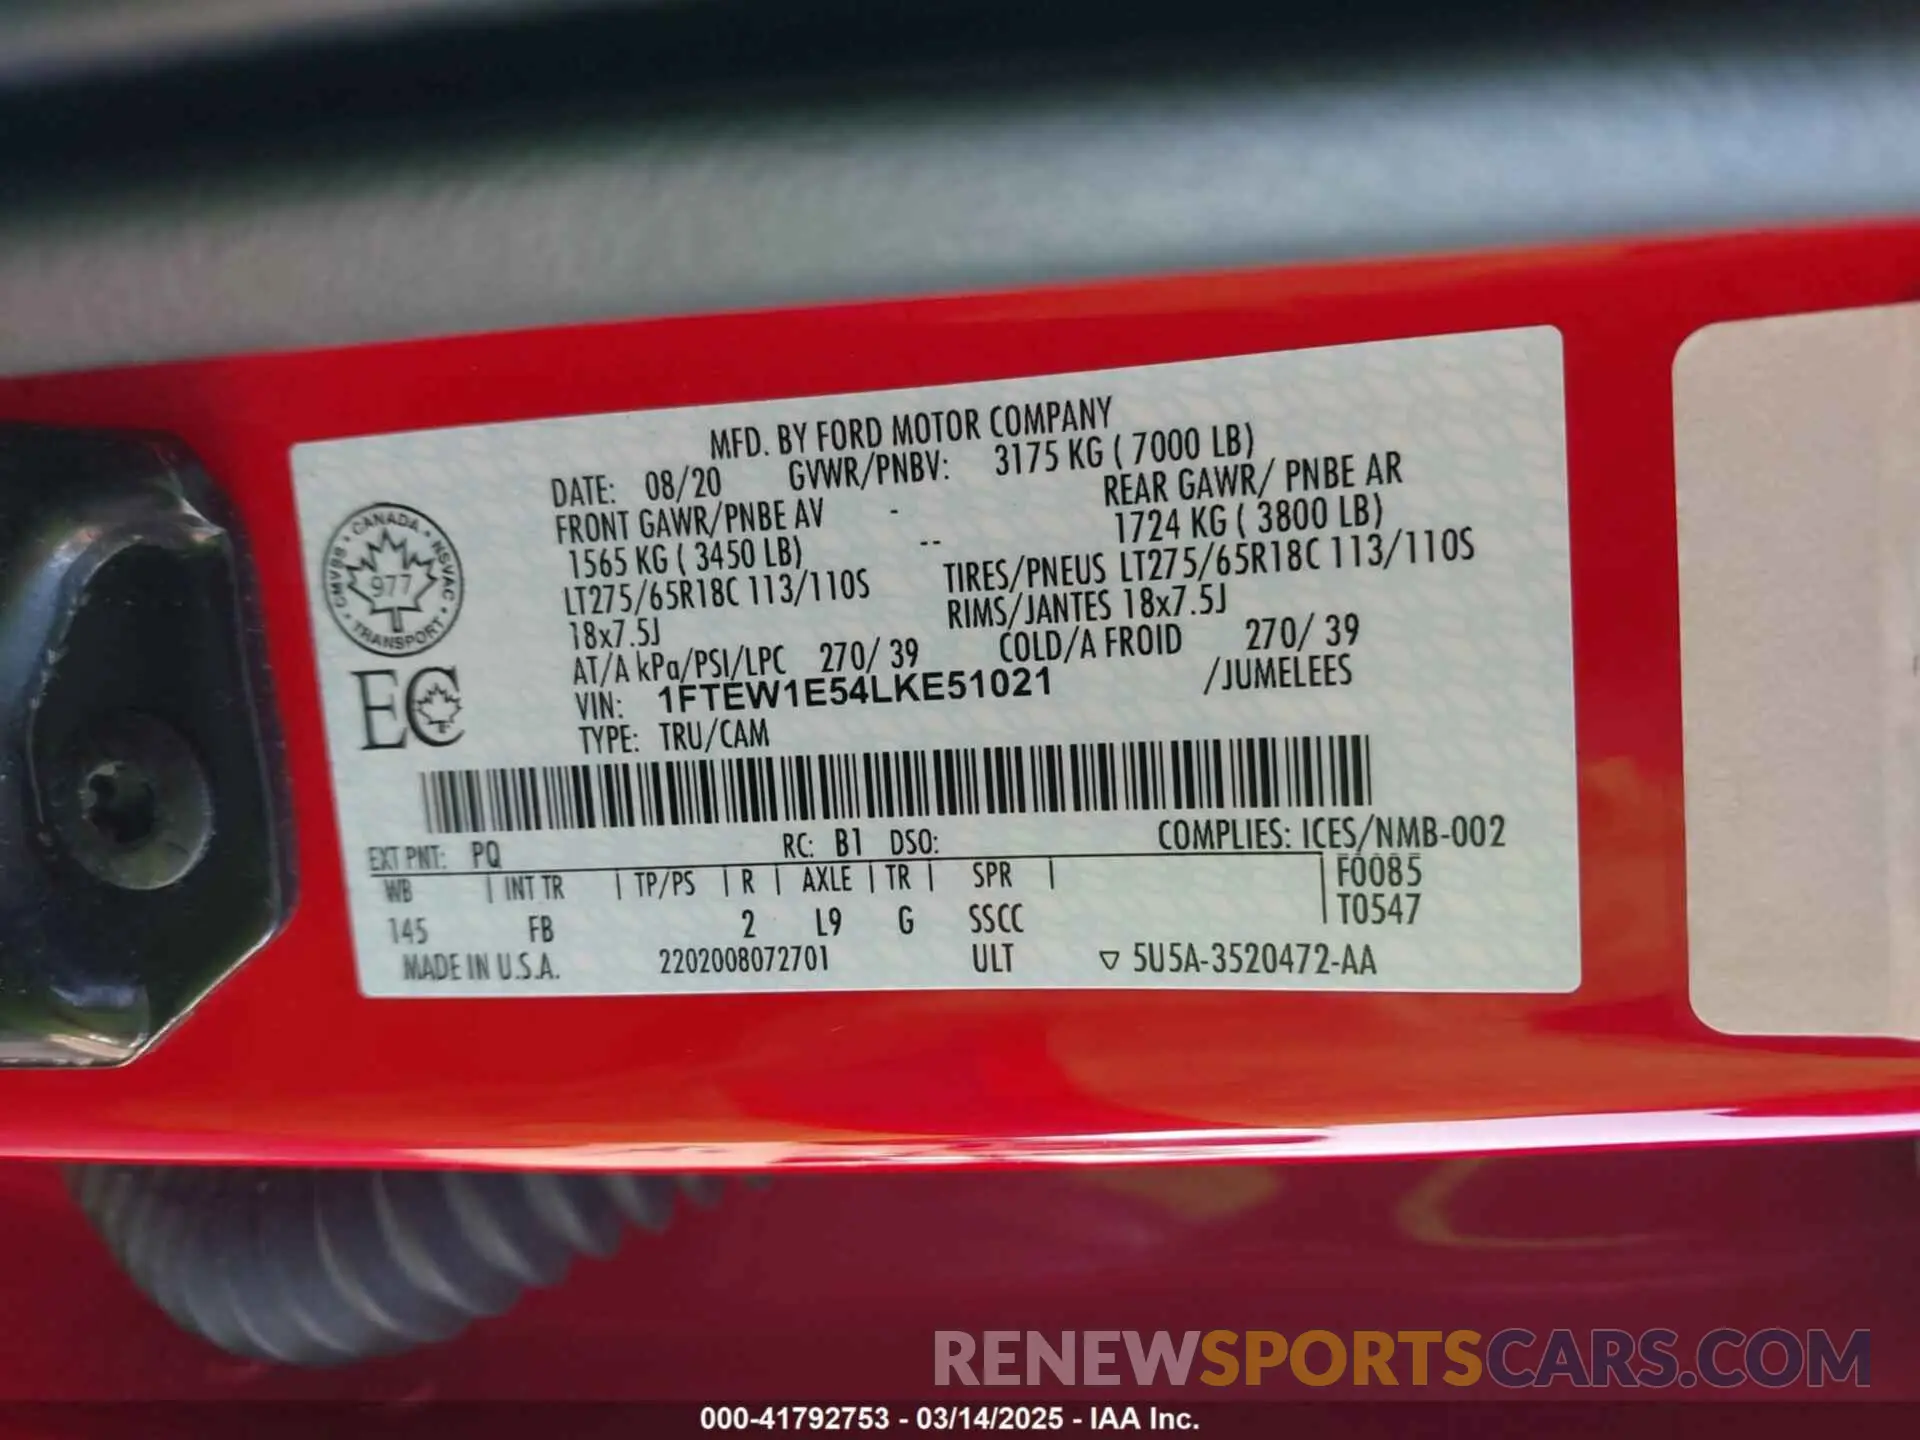 MFD. BY FORD MOTOR COMPANY
DATE: 08/20 GVWR/PNBV: 3175 KG ( 7000 LB)
FRONT GAWR/PNBE AV - REAR GAWR/ PNBE AR
1565 KG ( 3450 LB) -- 1724 KG ( 3800 LB)
LT275/65R18C 113/110S TIRES/PNEUS LT275/65R18C 113/110S
18x7.5J RIMS/JANTES 18x7.5J
AT/A kPa/PSI/LPC 270/ 39 COLD/A FROID 270/ 39
VIN: 1FTEW1E54LKE51021 /JUMELEES
TYPE: TRU/CAM
CANADA
CMVSS NSVAC
977
TRANSPORT
EC
EXT PNT: PQ RC: B1 DSO: COMPLIES: ICES/NMB-002
WB | INT TR | TP/PS | R | AXLE | TR | SPR | F0085
145 FB 2 L9 G SSCC T0547
MADE IN U.S.A. 2202008072701 ULT ▽ 5U5A-3520472-AA
RENEWSPORTSCARS.COM
000-41792753 - 03/14/2025 - IAA Inc.